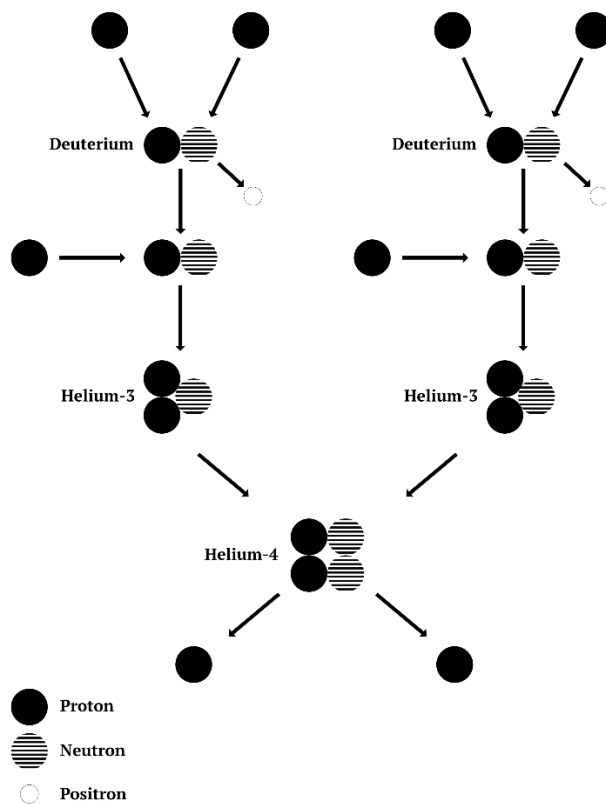 Deuterium
Deuterium
Helium-3
Helium-3
Helium-4
Proton
Neutron
Positron